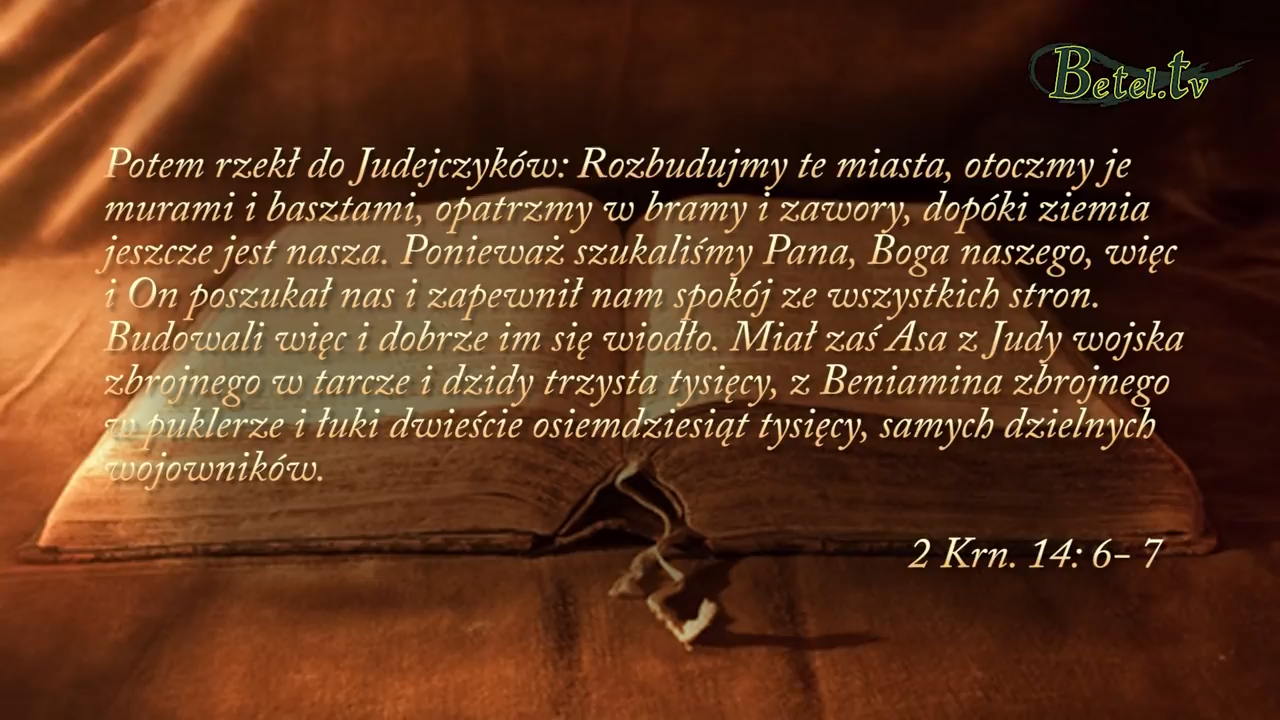 Betel.tv
Potem rzekł do Judejczyków: Rozbudujmy te miasta, otoczmy je
murami i basztami, opatrzmy w bramy i zawory, dopóki ziemia
jeszcze jest nasza. Ponieważ szukaliśmy Pana, Boga naszego, więc
i On poszukał nas i zapewnił nam spokój ze wszystkich stron.
Budowali więc i dobrze im się wiodło. Miał zaś Asa z Judy wojska
zbrojnego w tarcze i dzidy trzysta tysięcy, z Beniamina zbrojnego
w puklerze i łuki dwieście osiemdziesiąt tysięcy, samych dzielnych
wojowników.
2 Krn. 14: 6– 7